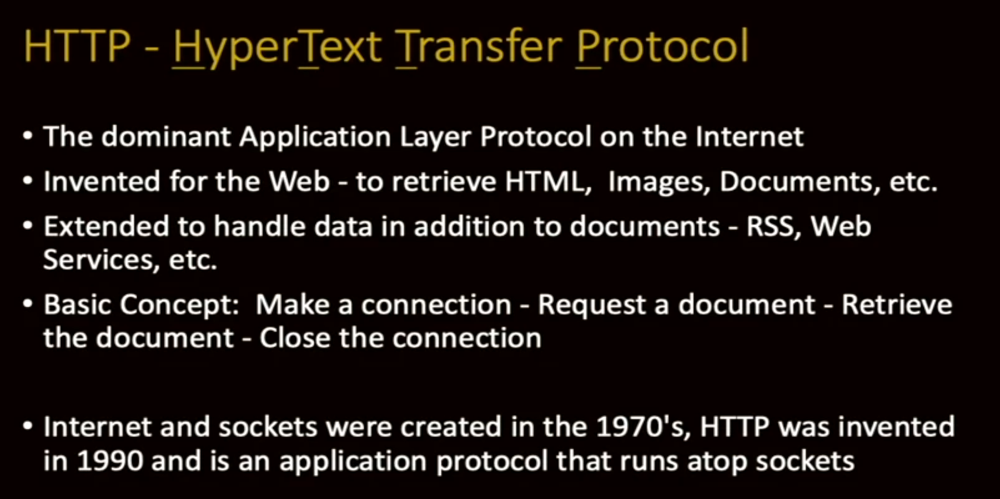 HTTP - HyperText Transfer Protocol
• The dominant Application Layer Protocol on the Internet
• Invented for the Web - to retrieve HTML,  Images, Documents, etc.
• Extended to handle data in addition to documents - RSS, Web
Services, etc.
• Basic Concept:  Make a connection - Request a document - Retrieve
the document - Close the connection
• Internet and sockets were created in the 1970's, HTTP was invented
in 1990 and is an application protocol that runs atop sockets